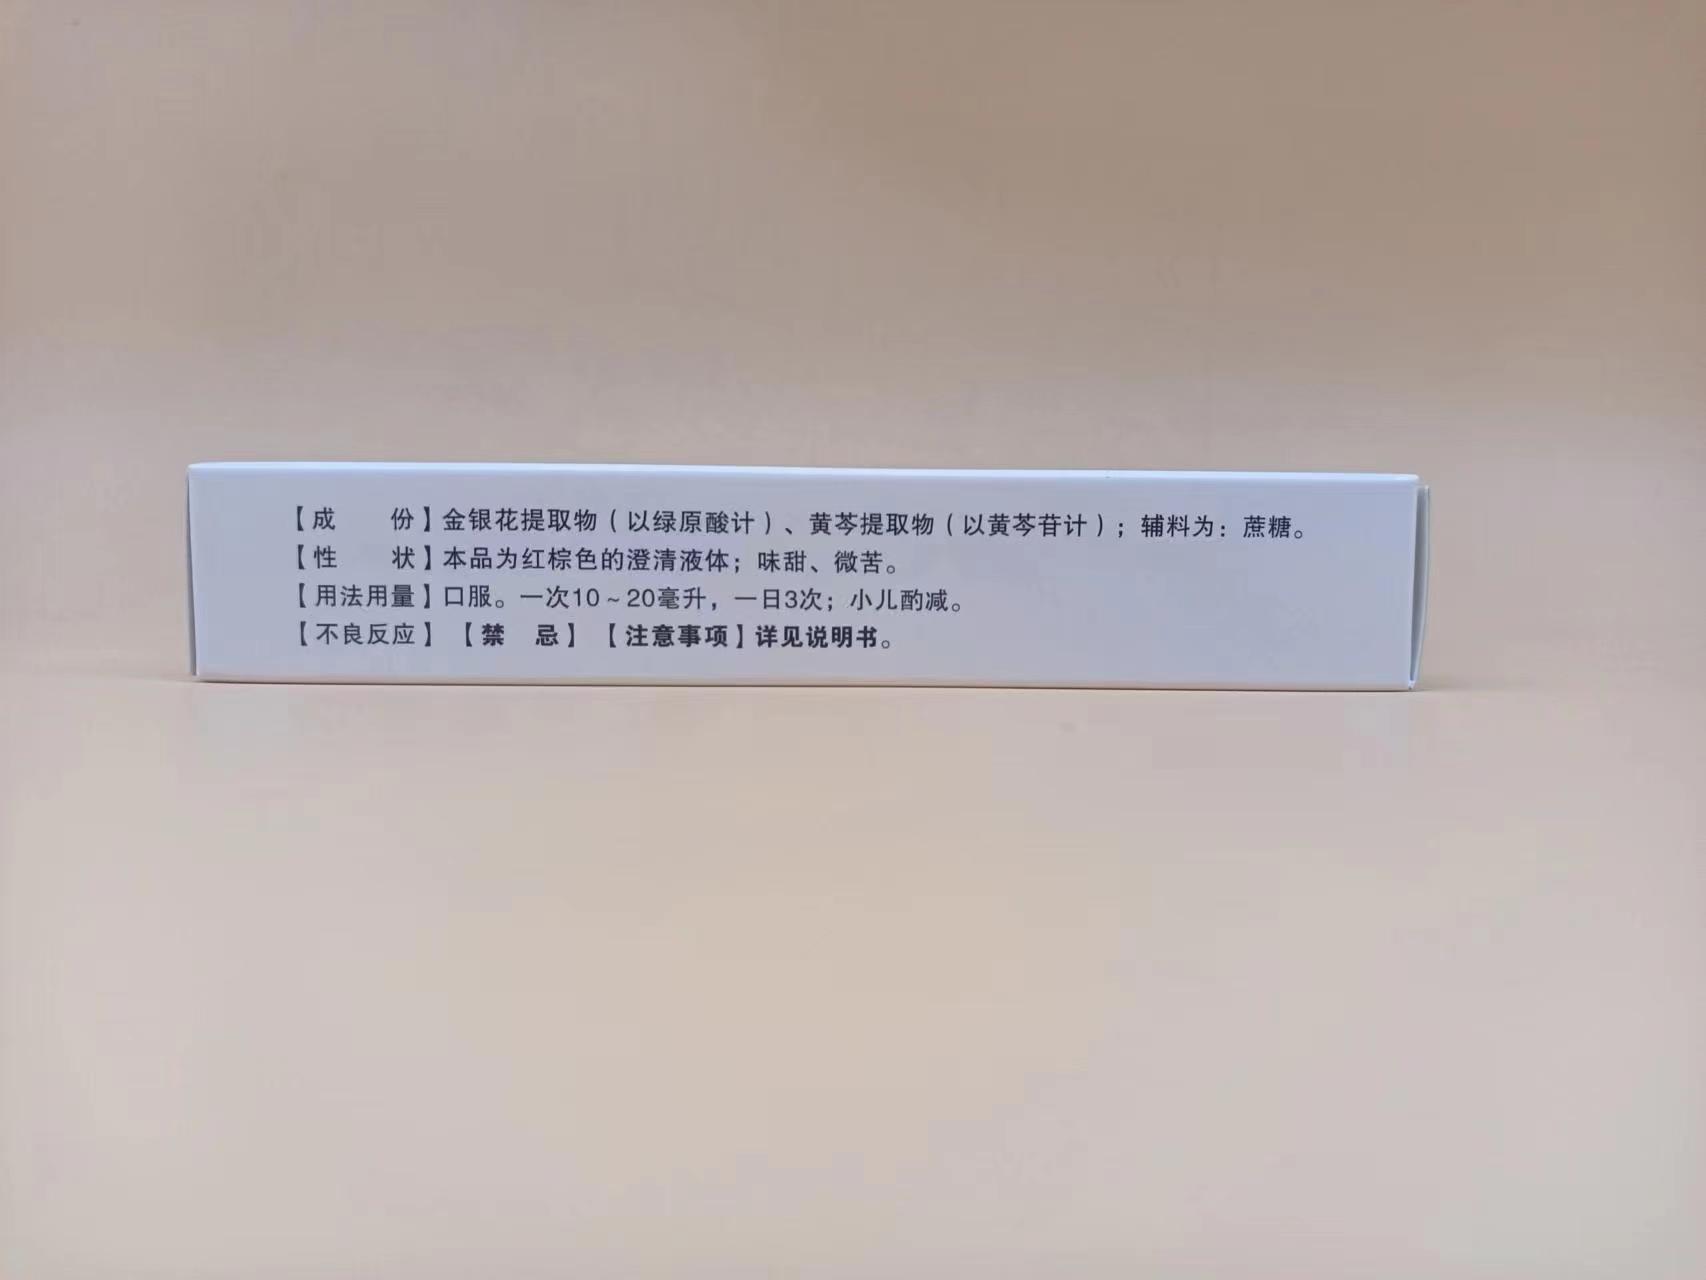 【成　　份】金银花提取物（以绿原酸计）、黄芩提取物（以黄芩苷计）；辅料为：蔗糖。
【性　　状】本品为红棕色的澄清液体；味甜、微苦。
【用法用量】口服。一次10～20毫升，一日3次；小儿酌减。
【不良反应】【禁　忌】【注意事项】详见说明书。